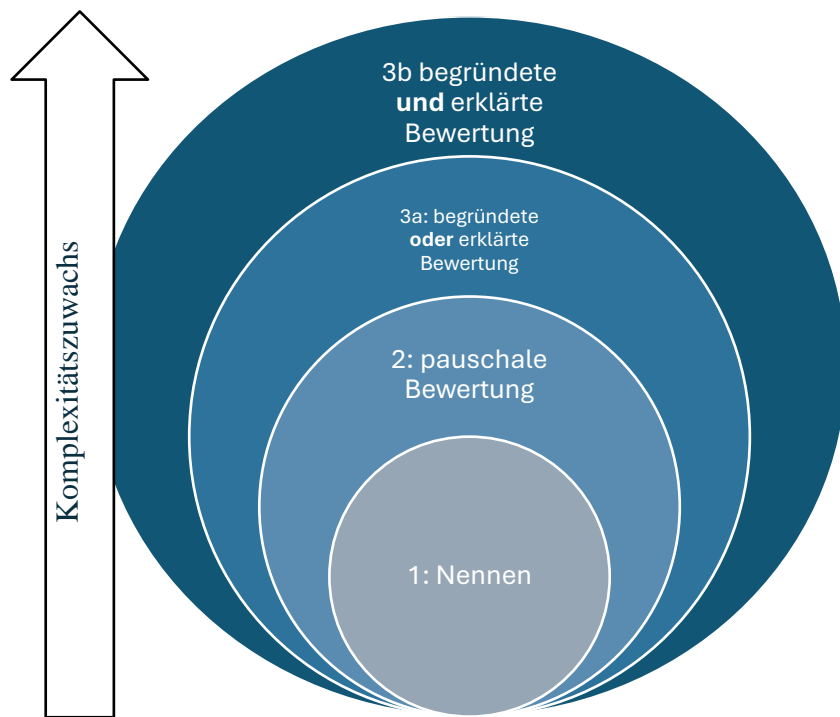 3b begründete
und erklärte
Bewertung
3a: begründete
oder erklärte
Bewertung
2: pauschale
Bewertung
1: Nennen
Komplexitätszuwachs